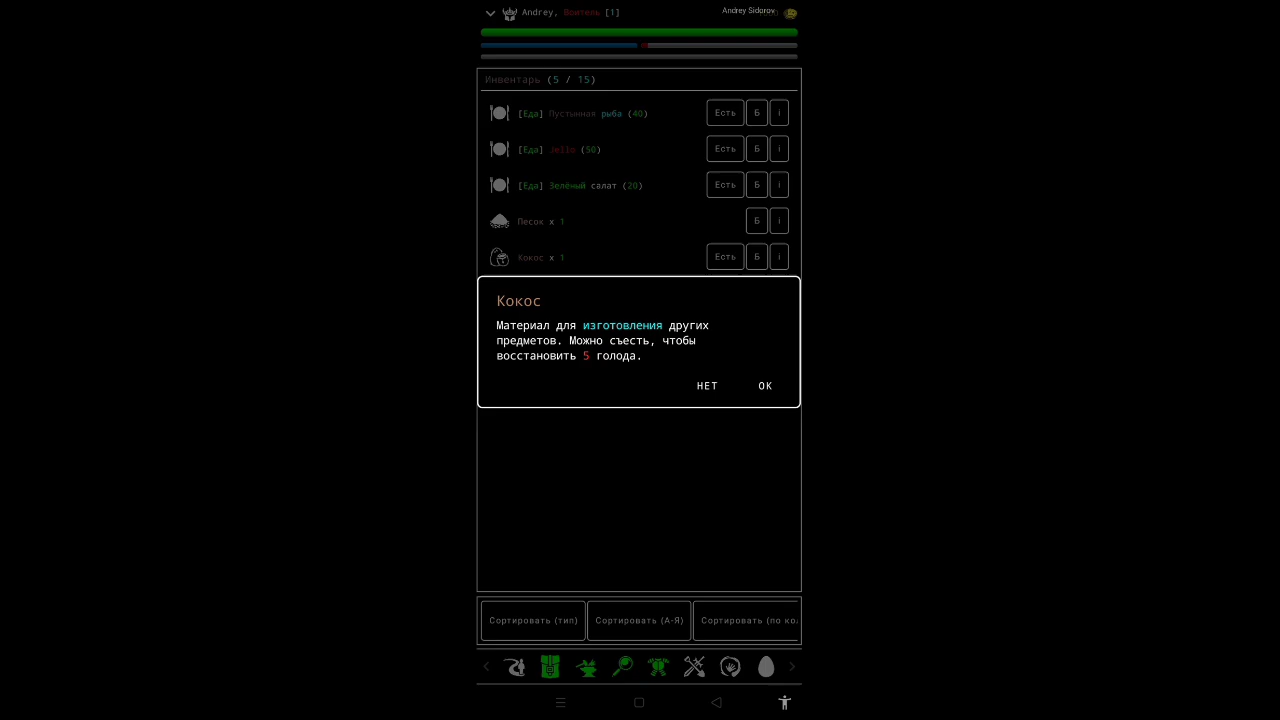 Andrey, Воитель [1]
Andrey Sidorov
Инвентарь (5 / 15)
[Еда] Пустынная рыба (40) Есть Б i
[Еда] Jello (50) Есть Б i
[Еда] Зелёный салат (20) Есть Б i
Песок x 1 Б i
Кокос x 1 Есть Б i
Кокос
Материал для изготовления других
предметов. Можно съесть, чтобы
восстановить 5 голода.
НЕТ ОК
Сортировать (тип) Сортировать (А-Я) Сортировать (по кол